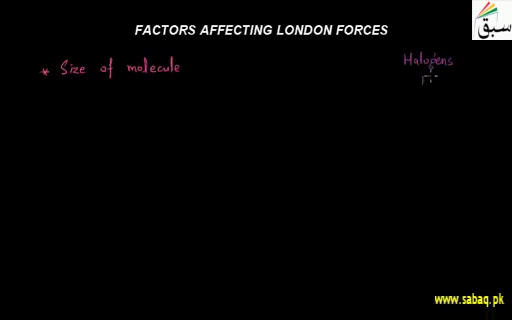 FACTORS AFFECTING LONDON FORCES
سبق
* Size of molecule
Halogens
www.sabaq.pk